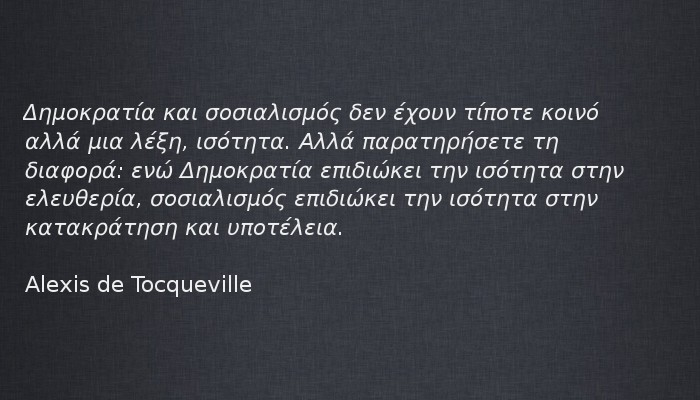 Δημοκρατία και σοσιαλισμός δεν έχουν τίποτε κοινό
αλλά μια λέξη, ισότητα. Αλλά παρατηρήσετε τη
διαφορά: ενώ Δημοκρατία επιδιώκει την ισότητα στην
ελευθερία, σοσιαλισμός επιδιώκει την ισότητα στην
κατακράτηση και υποτέλεια.
Alexis de Tocqueville